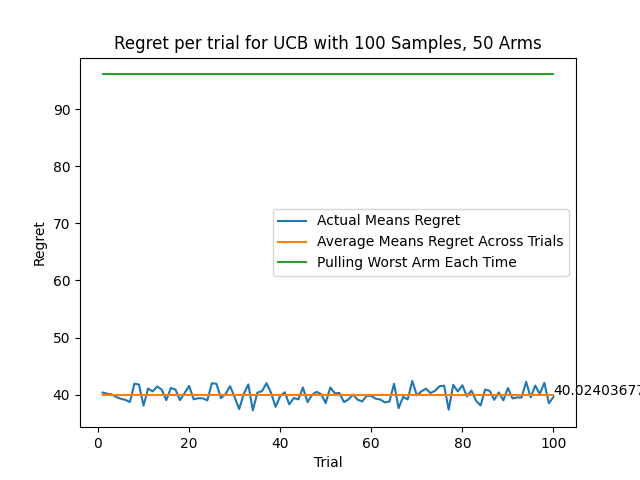 Regret per trial for UCB with 100 Samples, 50 Arms
90
80
70
60
50
40
Regret
Actual Means Regret
Average Means Regret Across Trials
Pulling Worst Arm Each Time
40.02403677
0
20
40
60
80
100
Trial